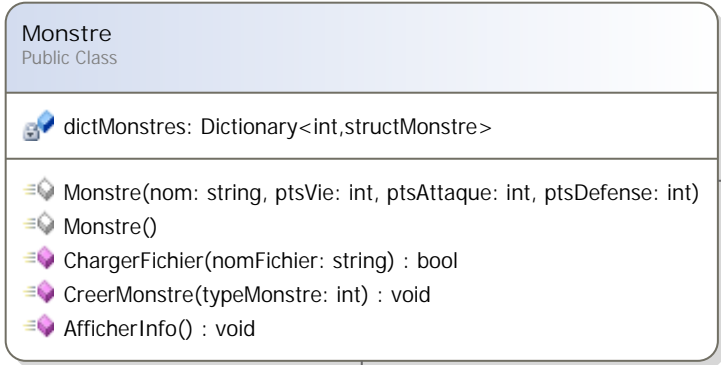 Monstre
Public Class
dictMonstres: Dictionary<int,structMonstre>
Monstre(nom: string, ptsVie: int, ptsAttaque: int, ptsDefense: int)
Monstre()
ChargerFichier(nomFichier: string) : bool
CreerMonstre(typeMonstre: int) : void
AfficherInfo() : void